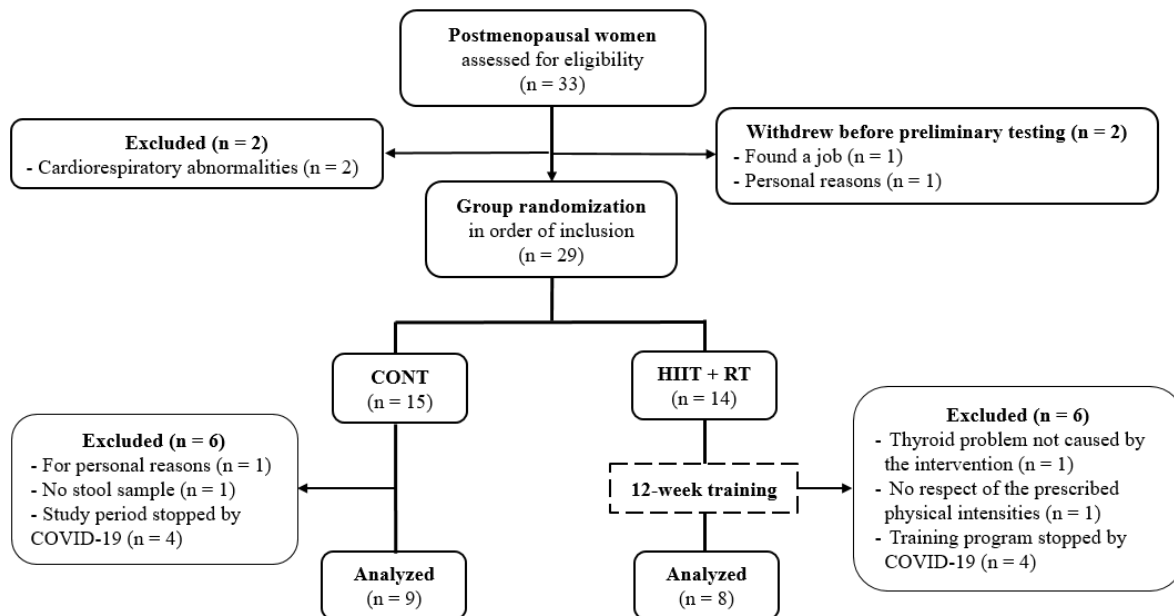 Postmenopausal women
assessed for eligibility
(n = 33)
Excluded (n = 2)
- Cardiorespiratory abnormalities (n = 2)
Withdrew before preliminary testing (n = 2)
- Found a job (n = 1)
- Personal reasons (n = 1)
Group randomization
in order of inclusion
(n = 29)
CONT
(n = 15)
HIIT + RT
(n = 14)
Excluded (n = 6)
- For personal reasons (n = 1)
- No stool sample (n = 1)
- Study period stopped by
COVID-19 (n = 4)
12-week training
Excluded (n = 6)
- Thyroid problem not caused by
the intervention (n = 1)
- No respect of the prescribed
physical intensities (n = 1)
- Training program stopped by
COVID-19 (n = 4)
Analyzed
(n = 9)
Analyzed
(n = 8)